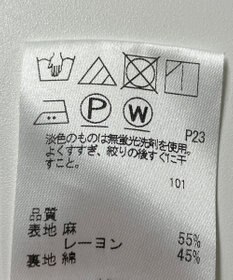 P W
P23
淡色のものは無蛍光洗剤を使用。
よくすすぎ、絞りの後すぐに干
すこと。
101
品質
表地 麻 55%
レーヨン 45%
裏地 綿